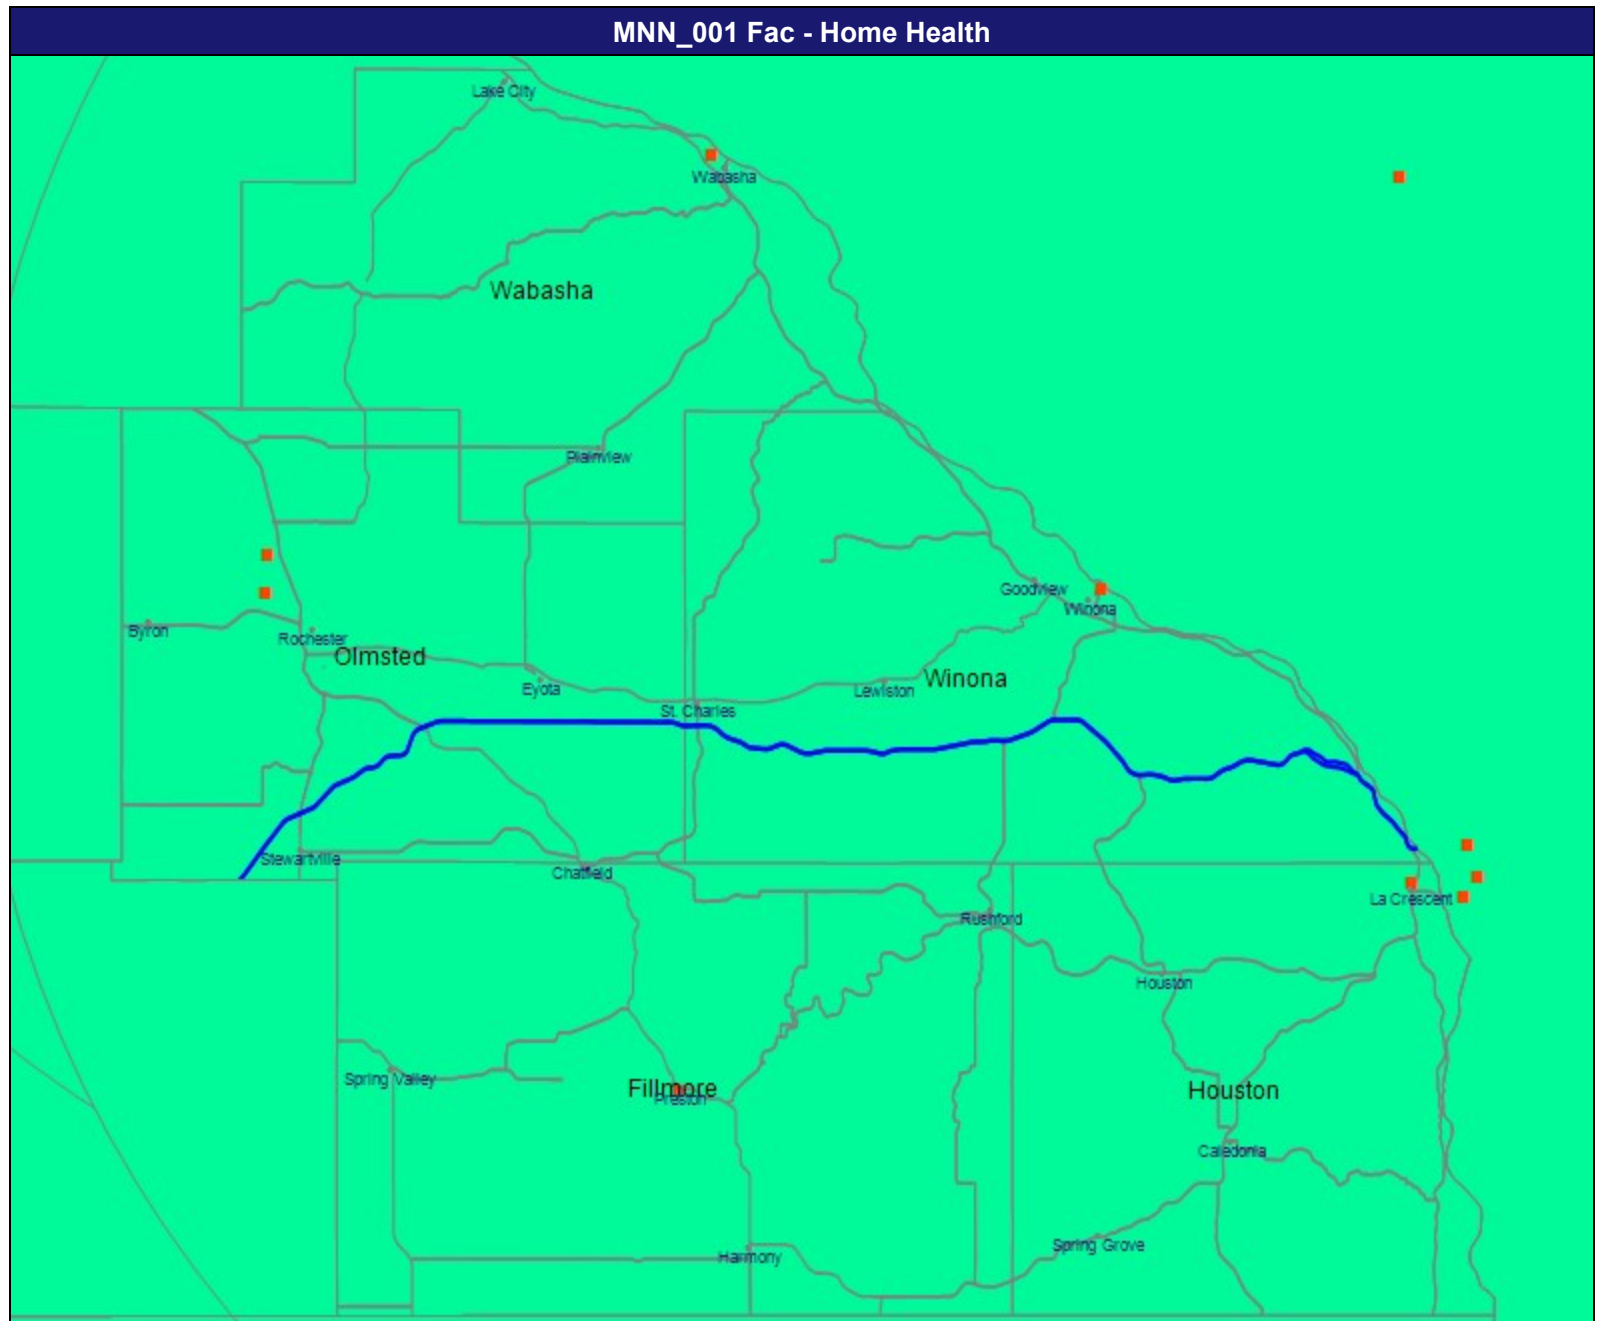 MNN_001 Fac - Home Health
Lake City
Wabasha
Wabasha
Plainview
Goodview
Winona
Byron
Rochester
Olmsted
Eyota
Lewiston
Winona
St. Charles
Stewartville
Chatfield
La Crescent
Rushford
Houston
Spring Valley
Fillmore
Preston
Houston
Caledonia
Spring Grove
Harmony